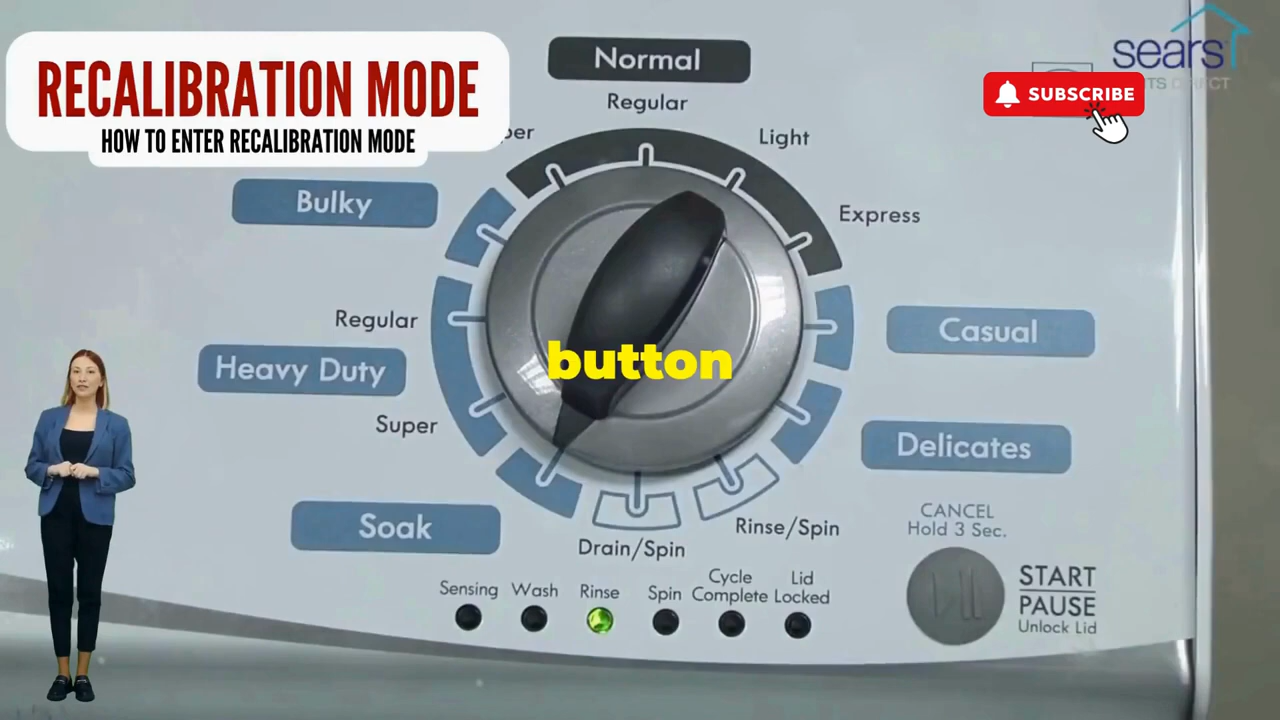 RECALIBRATION MODE
HOW TO ENTER RECALIBRATION MODE
sears
DIRECT
SUBSCRIBE
Normal
Regular
Light
Express
Bulky
Regular
Heavy Duty
Super
Soak
Casual
Delicates
button
Drain/Spin
Rinse/Spin
CANCEL
Hold 3 Sec.
START
PAUSE
Unlock Lid
Sensing
Wash
Rinse
Spin
Cycle Complete
Lid Locked